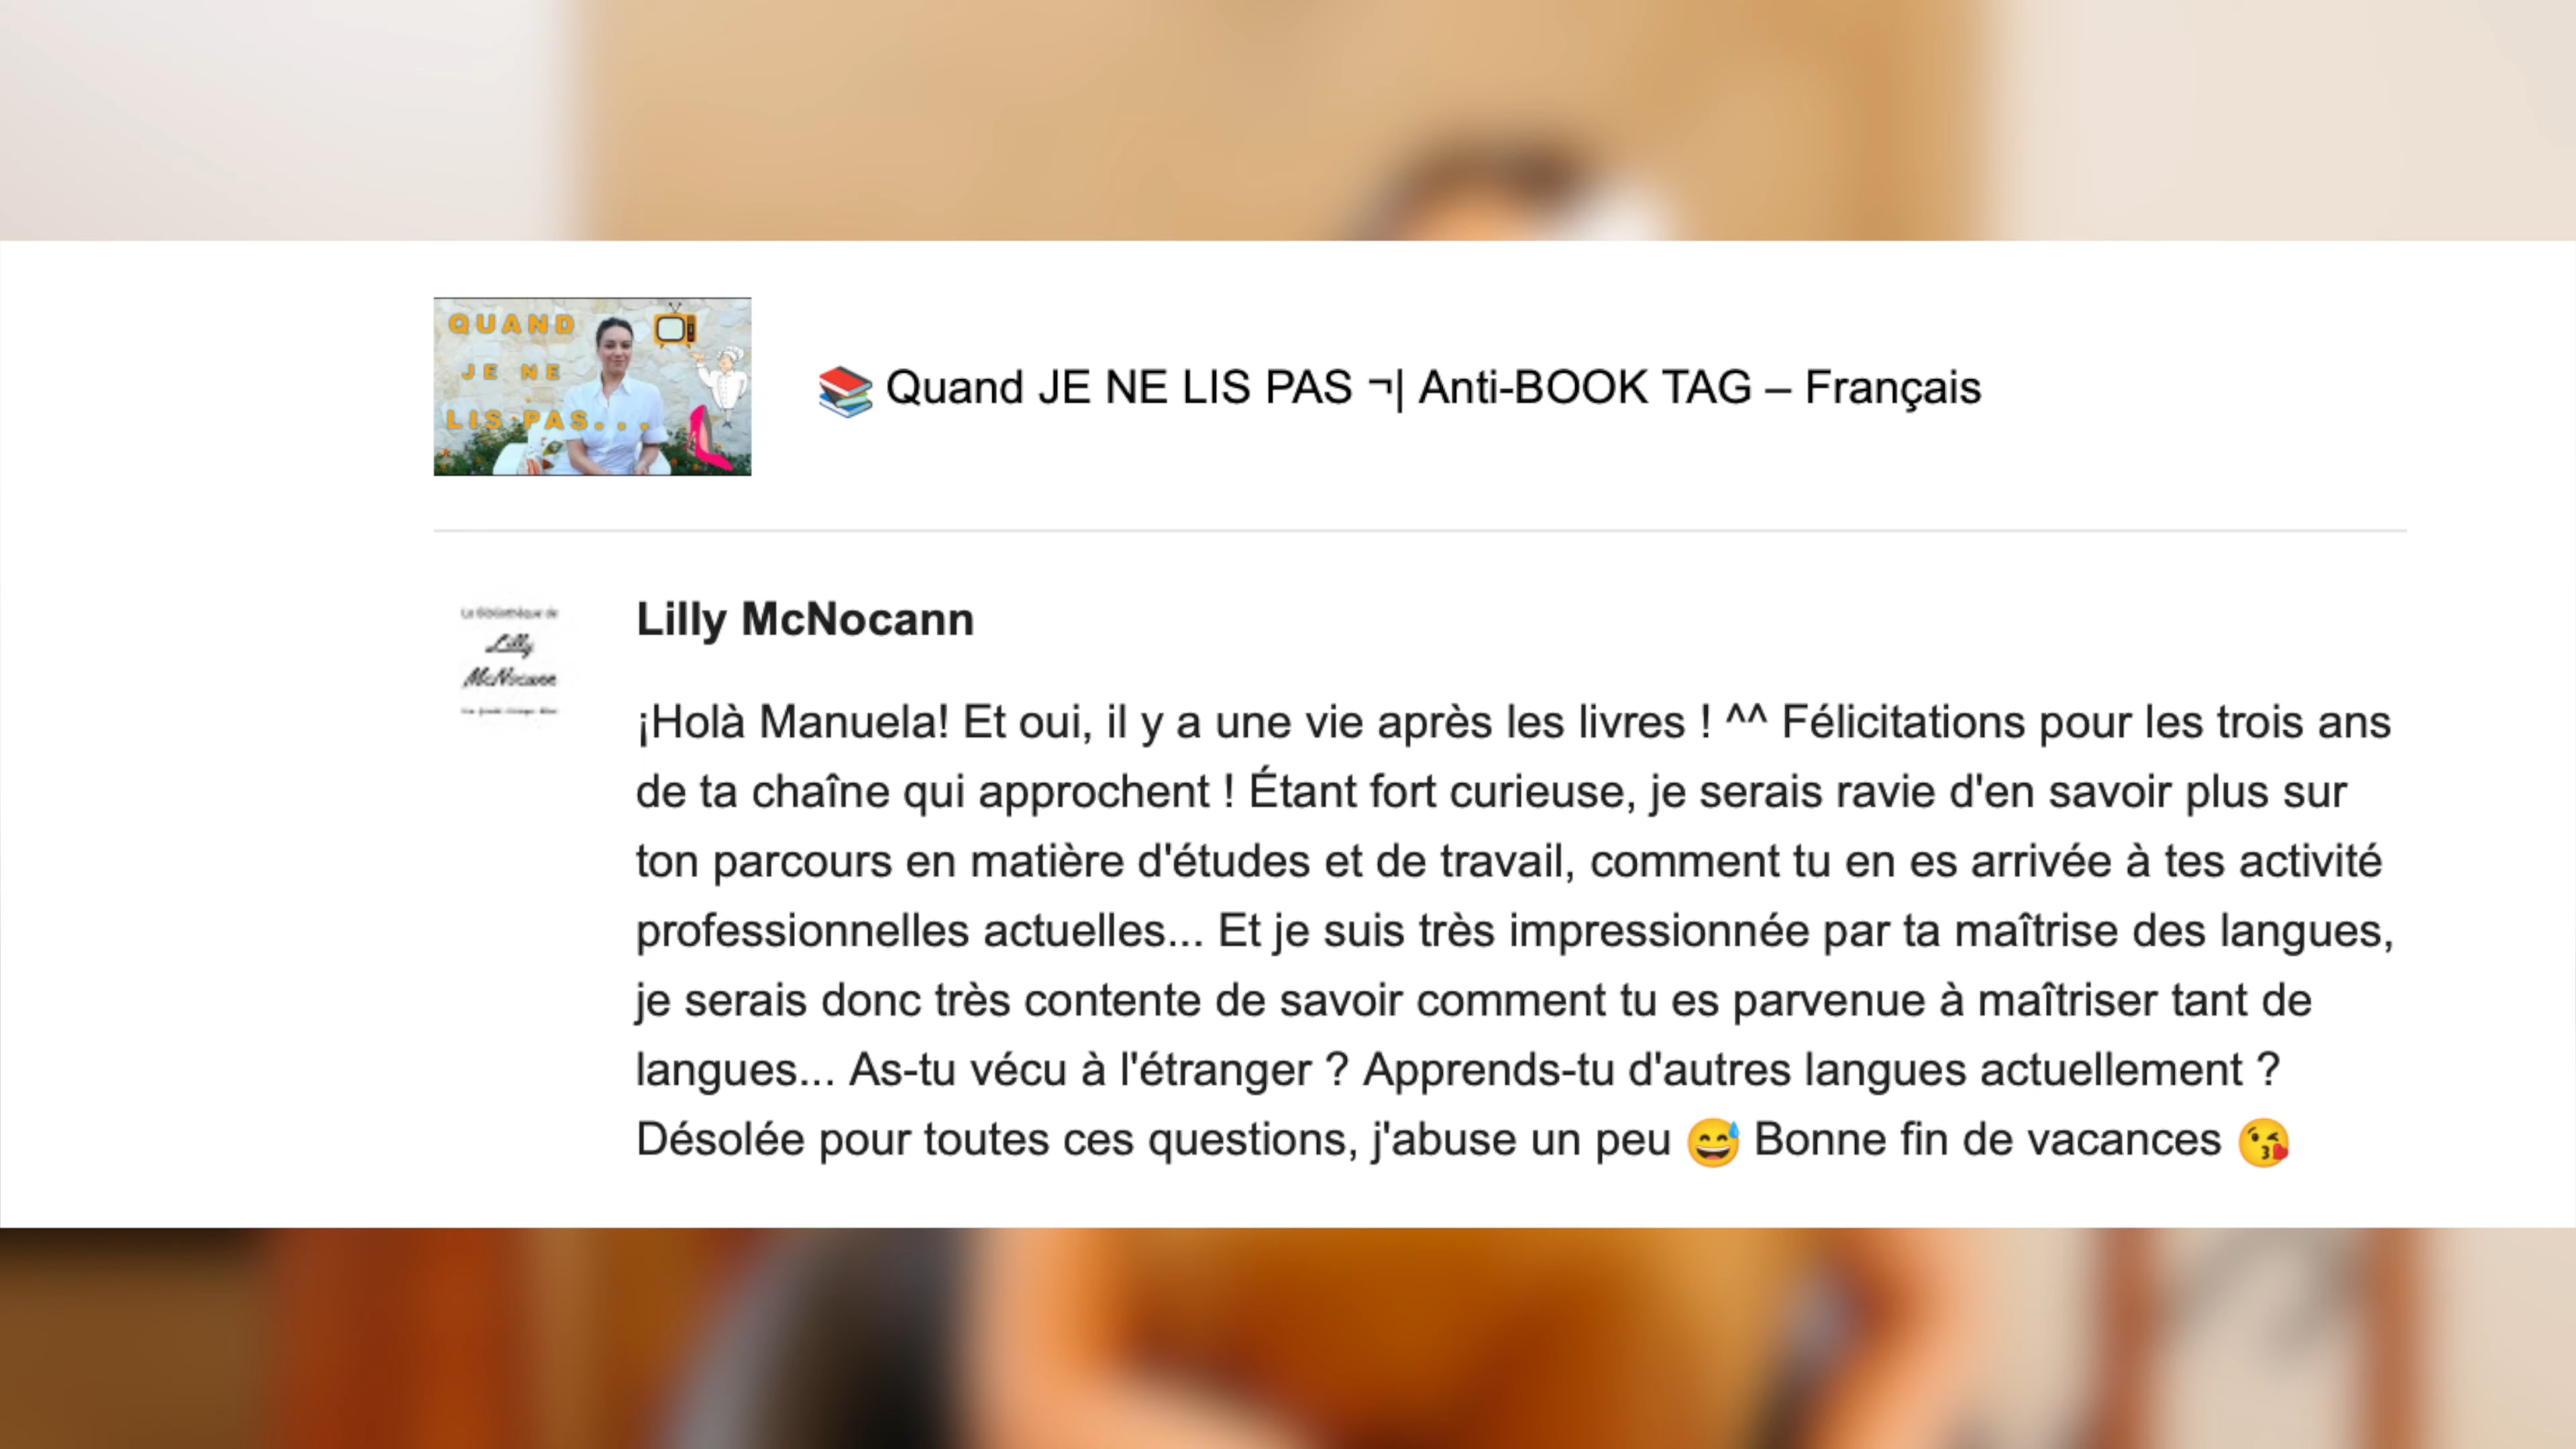 QUAND
JE NE
LIS PAS...
📚 Quand JE NE LIS PAS ¬| Anti-BOOK TAG – Français
La Bibliothèque de
Lilly
McNocann
Lilly McNocann
¡Holà Manuela! Et oui, il y a une vie après les livres ! ^^ Félicitations pour les trois ans
de ta chaîne qui approchent ! Étant fort curieuse, je serais ravie d'en savoir plus sur
ton parcours en matière d'études et de travail, comment tu en es arrivée à tes activité
professionnelles actuelles... Et je suis très impressionnée par ta maîtrise des langues,
je serais donc très contente de savoir comment tu es parvenue à maîtriser tant de
langues... As-tu vécu à l'étranger ? Apprends-tu d'autres langues actuellement ?
Désolée pour toutes ces questions, j'abuse un peu 😅 Bonne fin de vacances 😘